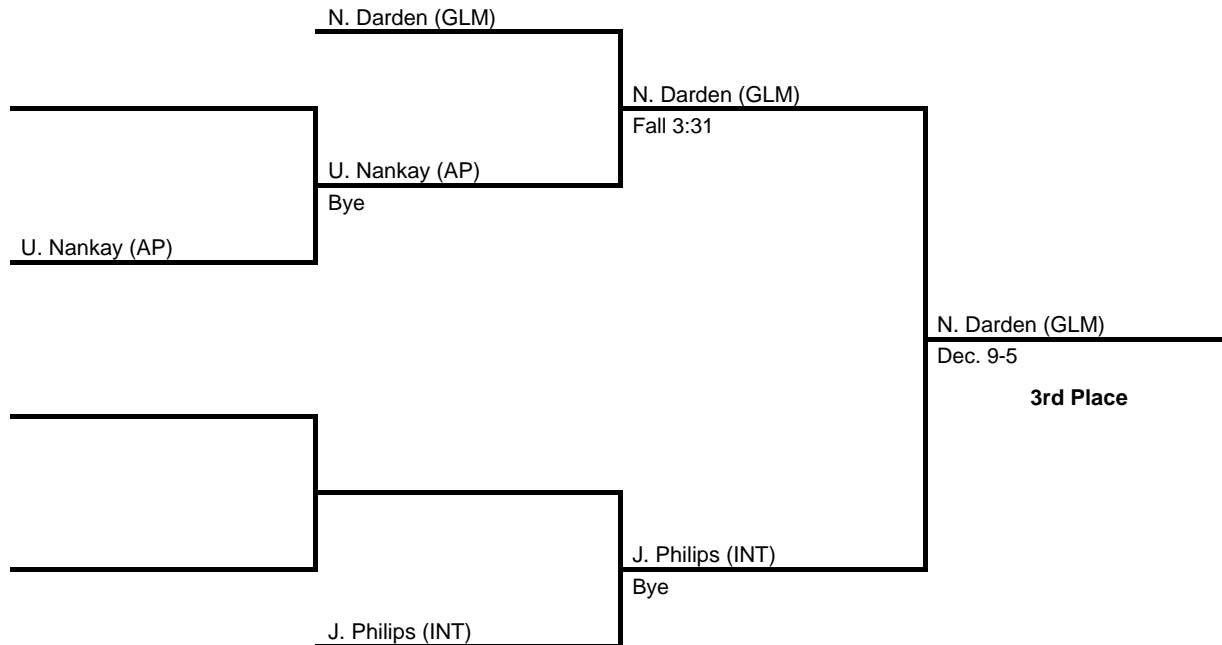 N. Darden (GLM)
N. Darden (GLM)
Fall 3:31
U. Nankay (AP)
Bye
U. Nankay (AP)
N. Darden (GLM)
Dec. 9-5
3rd Place
J. Philips (INT)
Bye
J. Philips (INT)